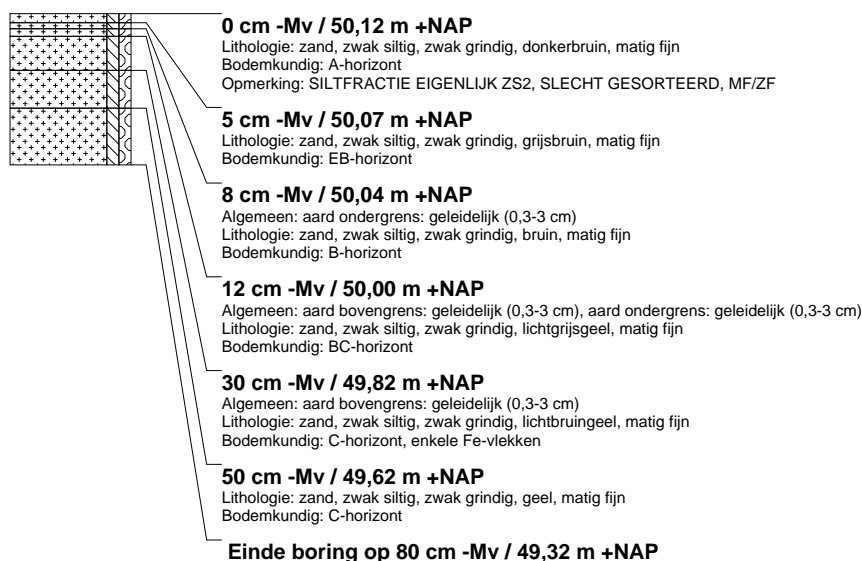 0 cm -Mv / 50,12 m +NAP
Lithologie: zand, zwak siltig, zwak grindig, donkerbruin, matig fijn
Bodemkundig: A-horizont
Opmerking: SILTFRACTIE EIGENLIJK ZS2, SLECHT GESORTEERD, MF/ZF
5 cm -Mv / 50,07 m +NAP
Lithologie: zand, zwak siltig, zwak grindig, grijsbruin, matig fijn
Bodemkundig: EB-horizont
8 cm -Mv / 50,04 m +NAP
Algemeen: aard ondergrens: geleidelijk (0,3-3 cm)
Lithologie: zand, zwak siltig, zwak grindig, bruin, matig fijn
Bodemkundig: B-horizont
12 cm -Mv / 50,00 m +NAP
Algemeen: aard bovengrens: geleidelijk (0,3-3 cm), aard ondergrens: geleidelijk (0,3-3 cm)
Lithologie: zand, zwak siltig, zwak grindig, lichtgrijsgeel, matig fijn
Bodemkundig: BC-horizont
30 cm -Mv / 49,82 m +NAP
Algemeen: aard bovengrens: geleidelijk (0,3-3 cm)
Lithologie: zand, zwak siltig, zwak grindig, lichtbruingeel, matig fijn
Bodemkundig: C-horizont, enkele Fe-vlekken
50 cm -Mv / 49,62 m +NAP
Lithologie: zand, zwak siltig, zwak grindig, geel, matig fijn
Bodemkundig: C-horizont
Einde boring op 80 cm -Mv / 49,32 m +NAP